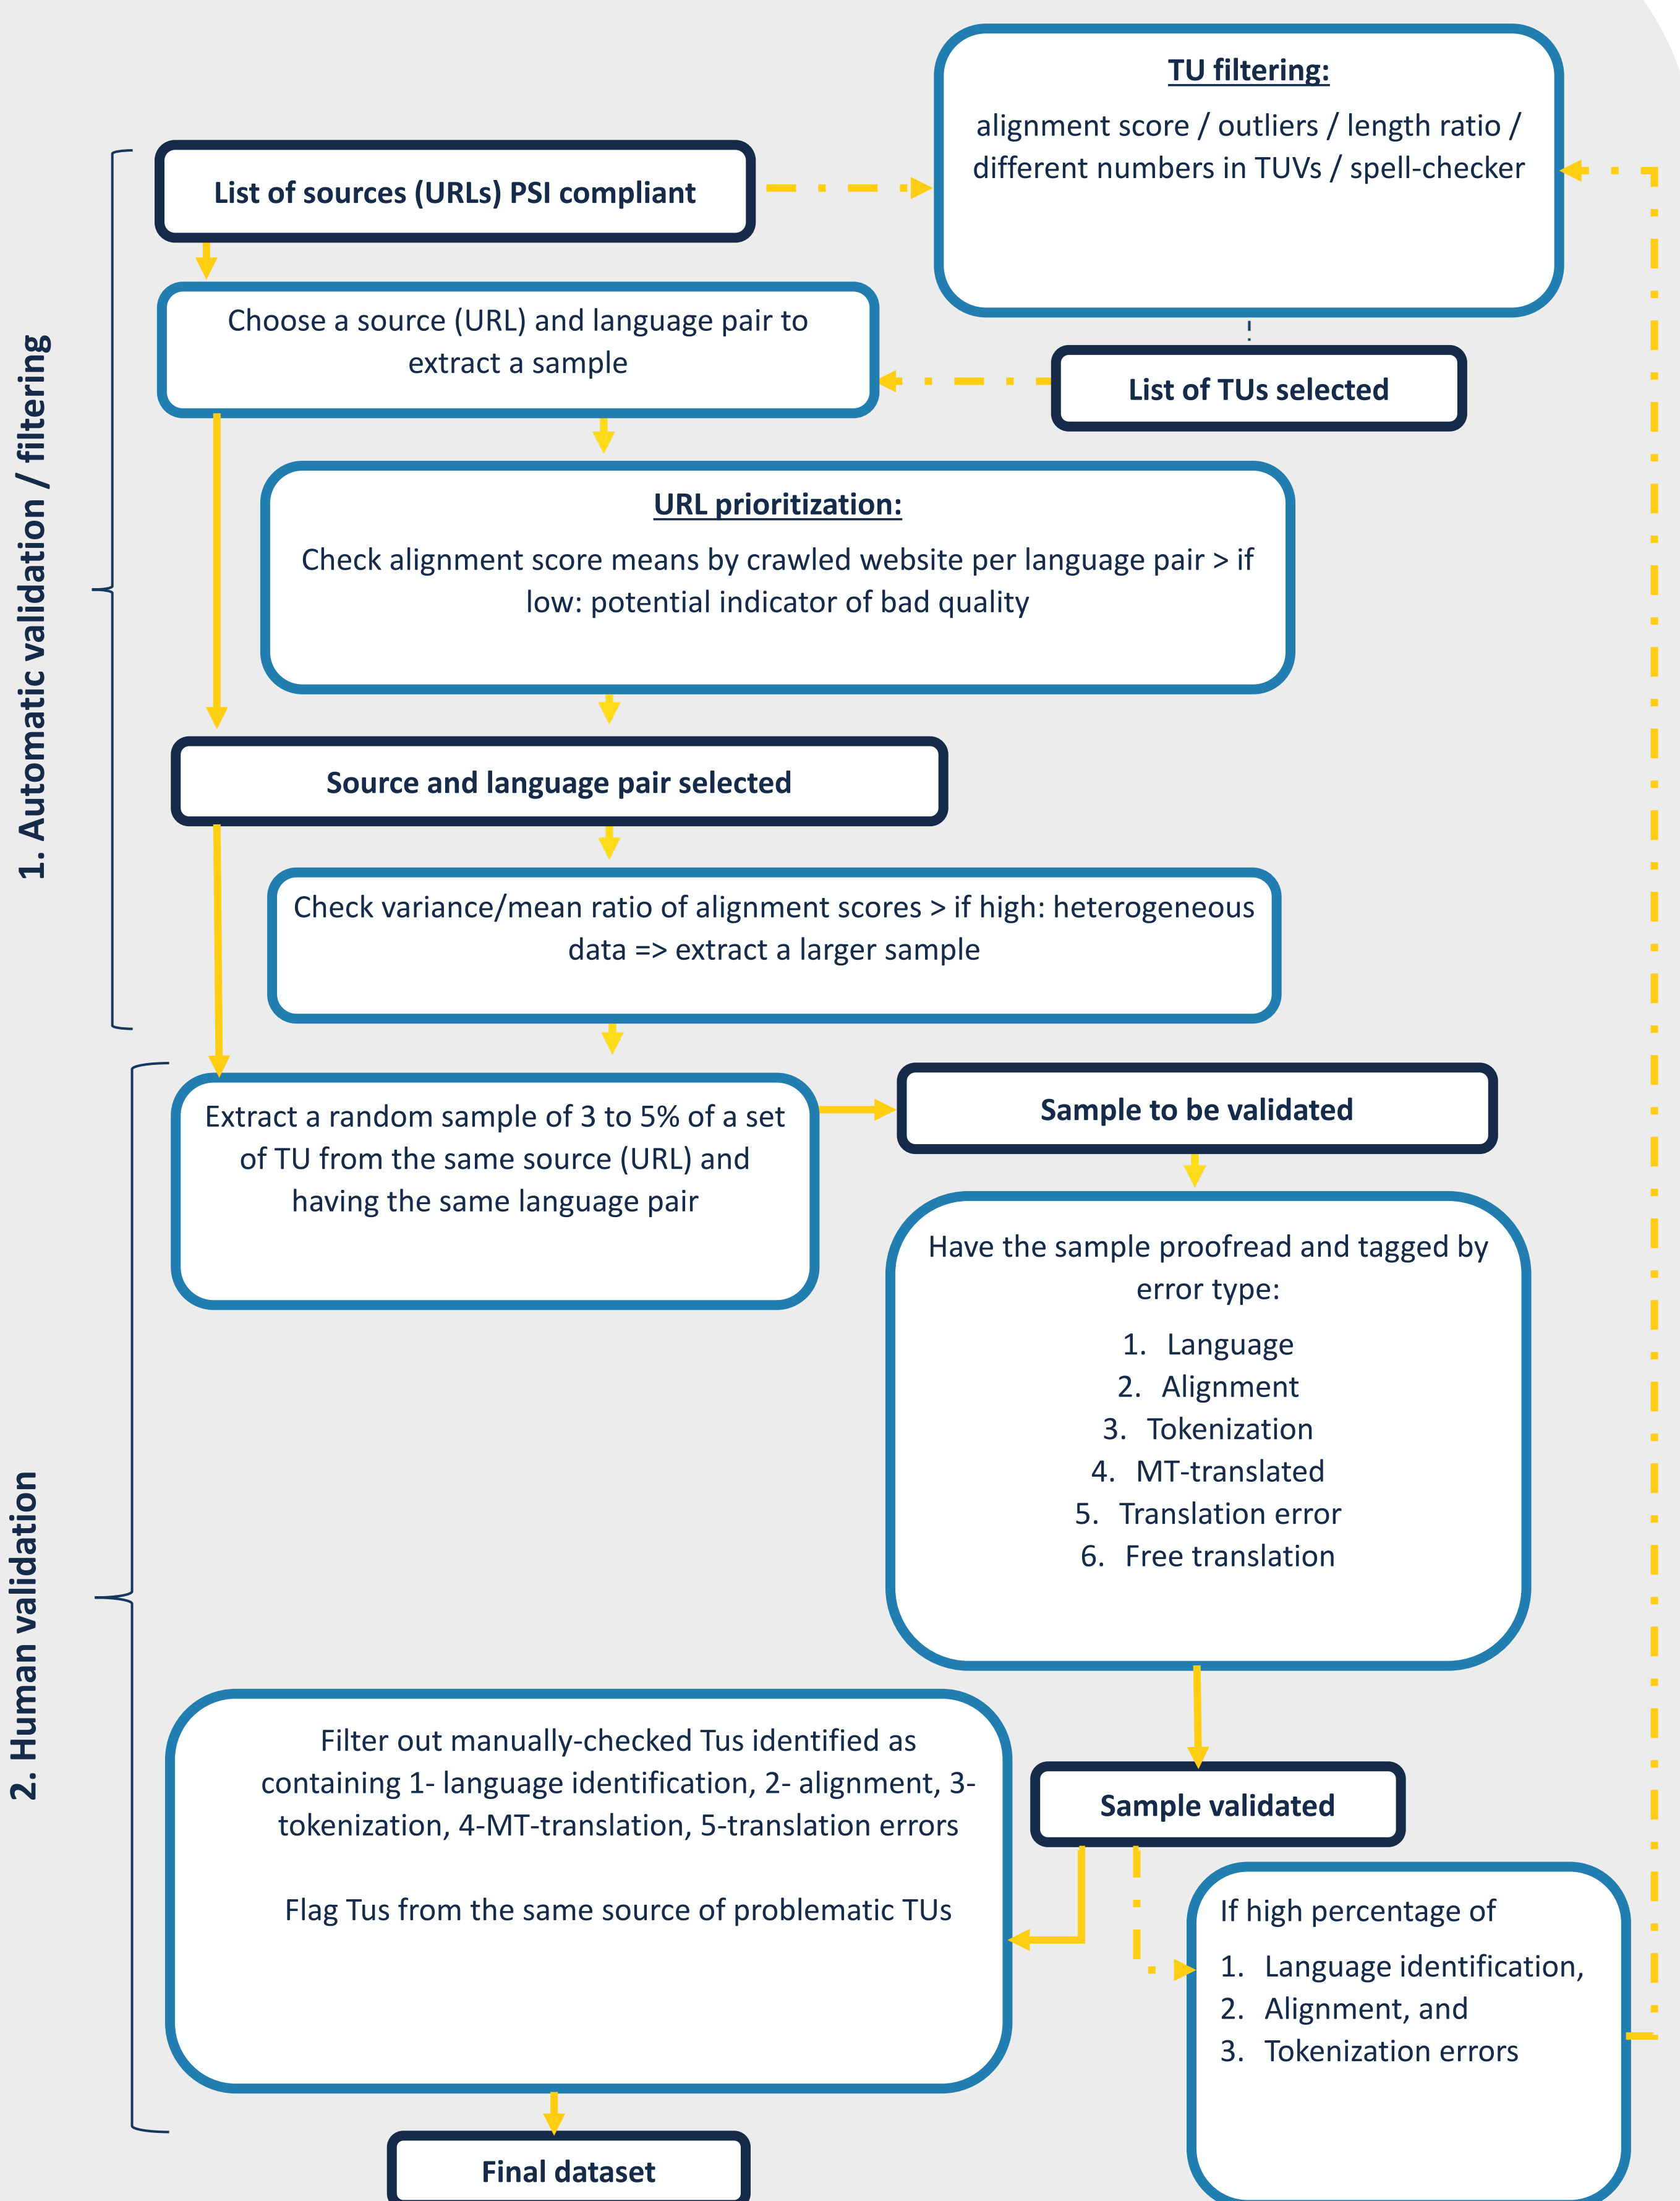 TU filtering:
alignment score / outliers / length ratio /
different numbers in TUVs / spell-checker
List of sources (URLs) PSI compliant
Choose a source (URL) and language pair to
extract a sample
List of TUs selected
1. Automatic validation / filtering
URL prioritization:
Check alignment score means by crawled website per language pair > if
low: potential indicator of bad quality
Source and language pair selected
Check variance/mean ratio of alignment scores > if high: heterogeneous
data => extract a larger sample
Extract a random sample of 3 to 5% of a set
of TU from the same source (URL) and
having the same language pair
Sample to be validated
Have the sample proofread and tagged by
error type:
1. Language
2. Alignment
3. Tokenization
4. MT-translated
5. Translation error
6. Free translation
2. Human validation
Filter out manually-checked Tus identified as
containing 1- language identification, 2- alignment, 3-
tokenization, 4-MT-translation, 5-translation errors
Flag Tus from the same source of problematic TUs
Sample validated
If high percentage of
1. Language identification,
2. Alignment, and
3. Tokenization errors
Final dataset